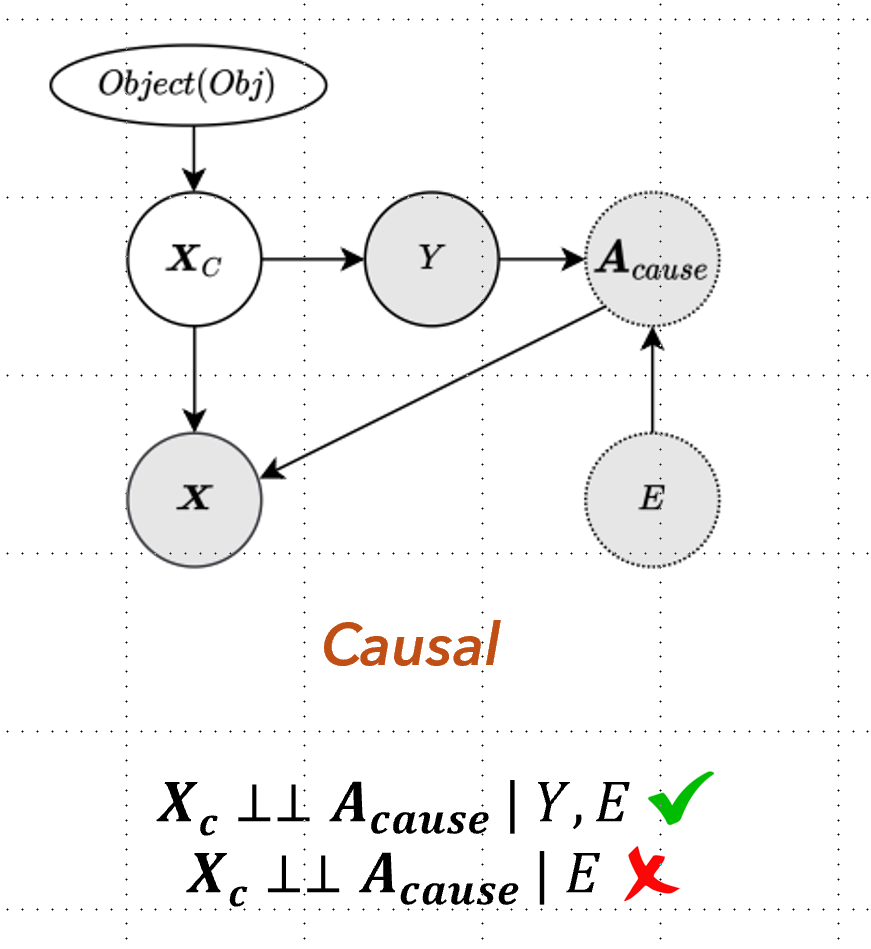 Object(Obj)
X_C
Y
A_cause
X
E
Causal
X_c ⊥⊥ A_cause | Y, E ✓
X_c ⊥⊥ A_cause | E ✗